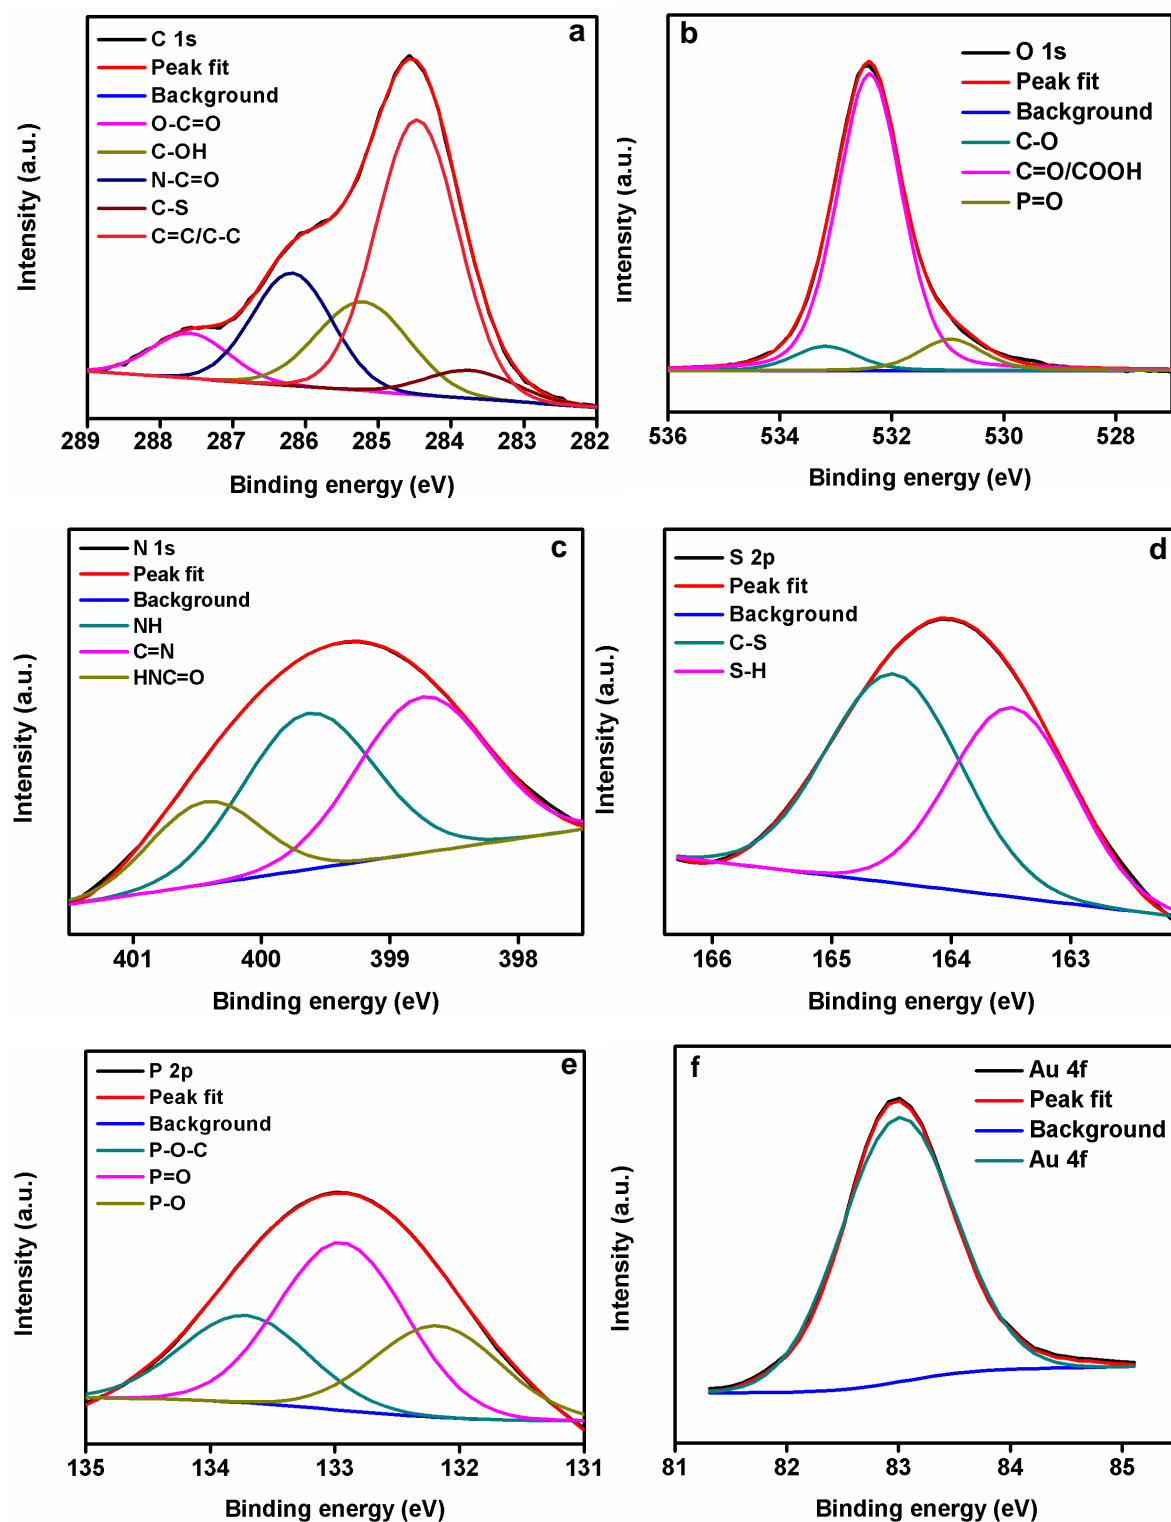 a
C 1s
Peak fit
Background
O-C=O
C-OH
N-C=O
C-S
C=C/C-C
Intensity (a.u.)
289 288 287 286 285 284 283 282
Binding energy (eV)
b
O 1s
Peak fit
Background
C-O
C=O/COOH
P=O
Intensity (a.u.)
536 534 532 530 528
Binding energy (eV)
c
N 1s
Peak fit
Background
NH
C=N
HNC=O
Intensity (a.u.)
401 400 399 398
Binding energy (eV)
d
S 2p
Peak fit
Background
C-S
S-H
Intensity (a.u.)
166 165 164 163
Binding energy (eV)
e
P 2p
Peak fit
Background
P-O-C
P=O
P-O
Intensity (a.u.)
135 134 133 132 131
Binding energy (eV)
f
Au 4f
Peak fit
Background
Au 4f
Intensity (a.u.)
81 82 83 84 85
Binding energy (eV)